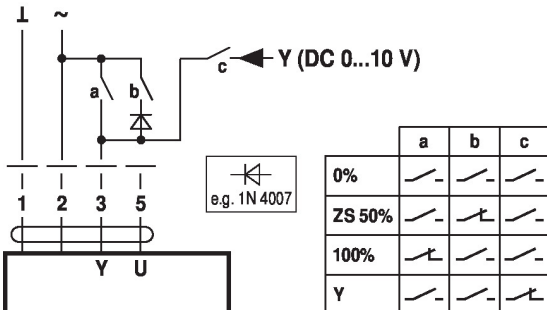 ⊥ ~
c Y (DC 0...10 V)
a b
1 2 3 5
Y U
e.g. 1N 4007
a b c
0%
ZS 50%
100%
Y